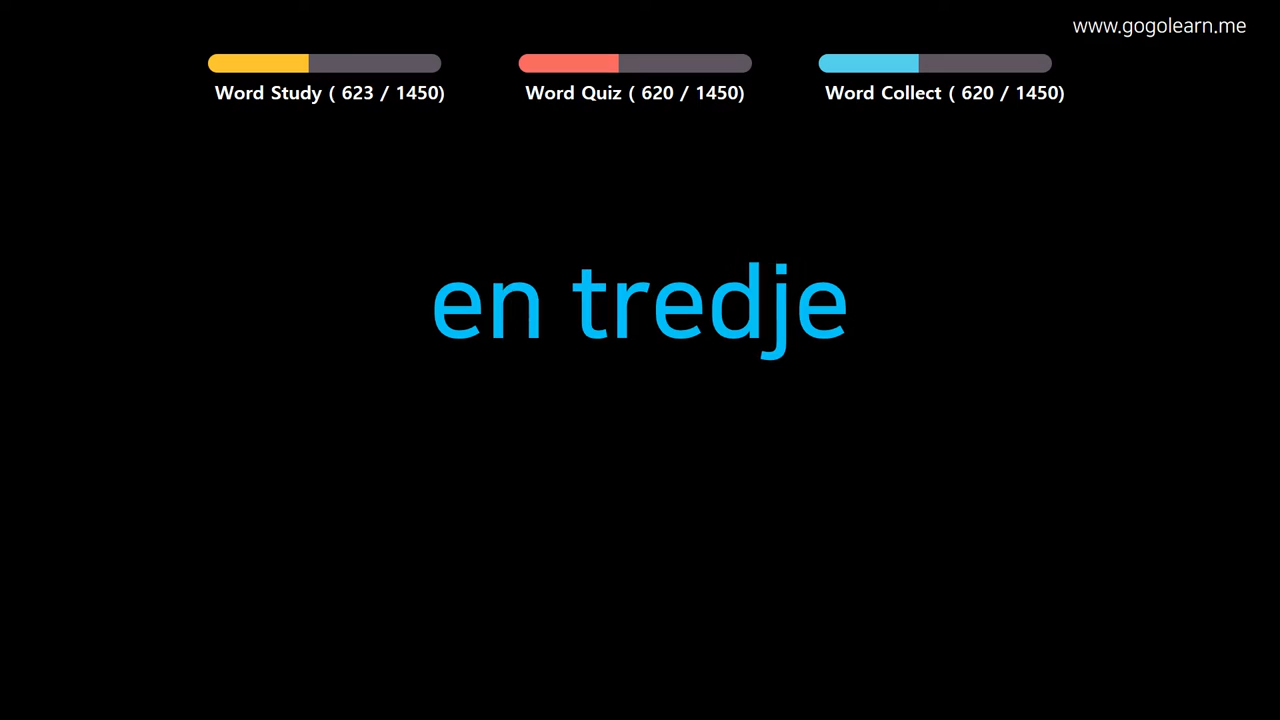 www.gogolearn.me
Word Study ( 623 / 1450)
Word Quiz ( 620 / 1450)
Word Collect ( 620 / 1450)
en tredje